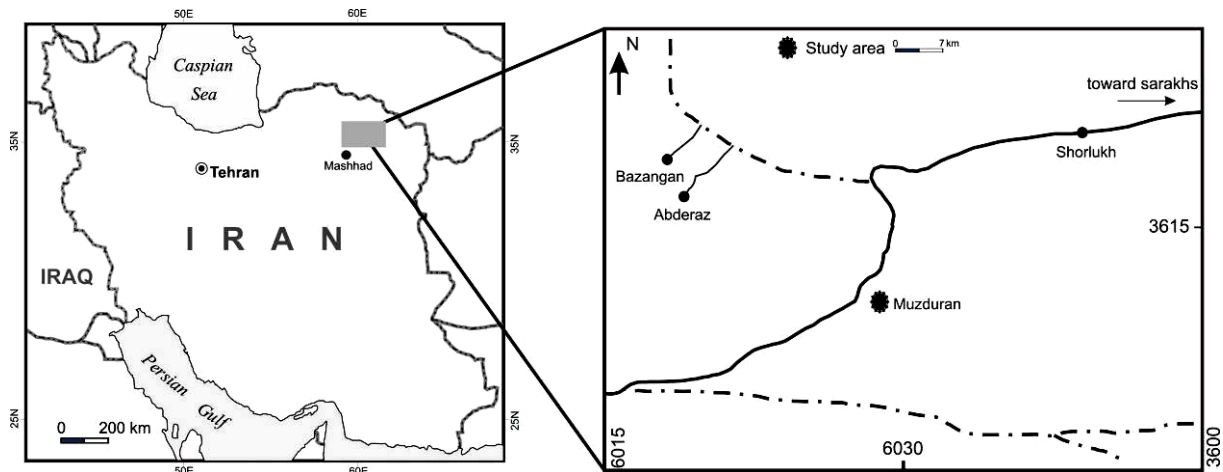 50E
60E
Caspian
Sea
35N
35N
Tehran
Mashhad
I R A N
IRAQ
Persian
Gulf
25N
25N
0 200 km
50E
60E
N
Study area
0 7 km
toward sarakhs
Shorlukh
Bazangan
Abderaz
3615
Muzduran
6015
6030
3600